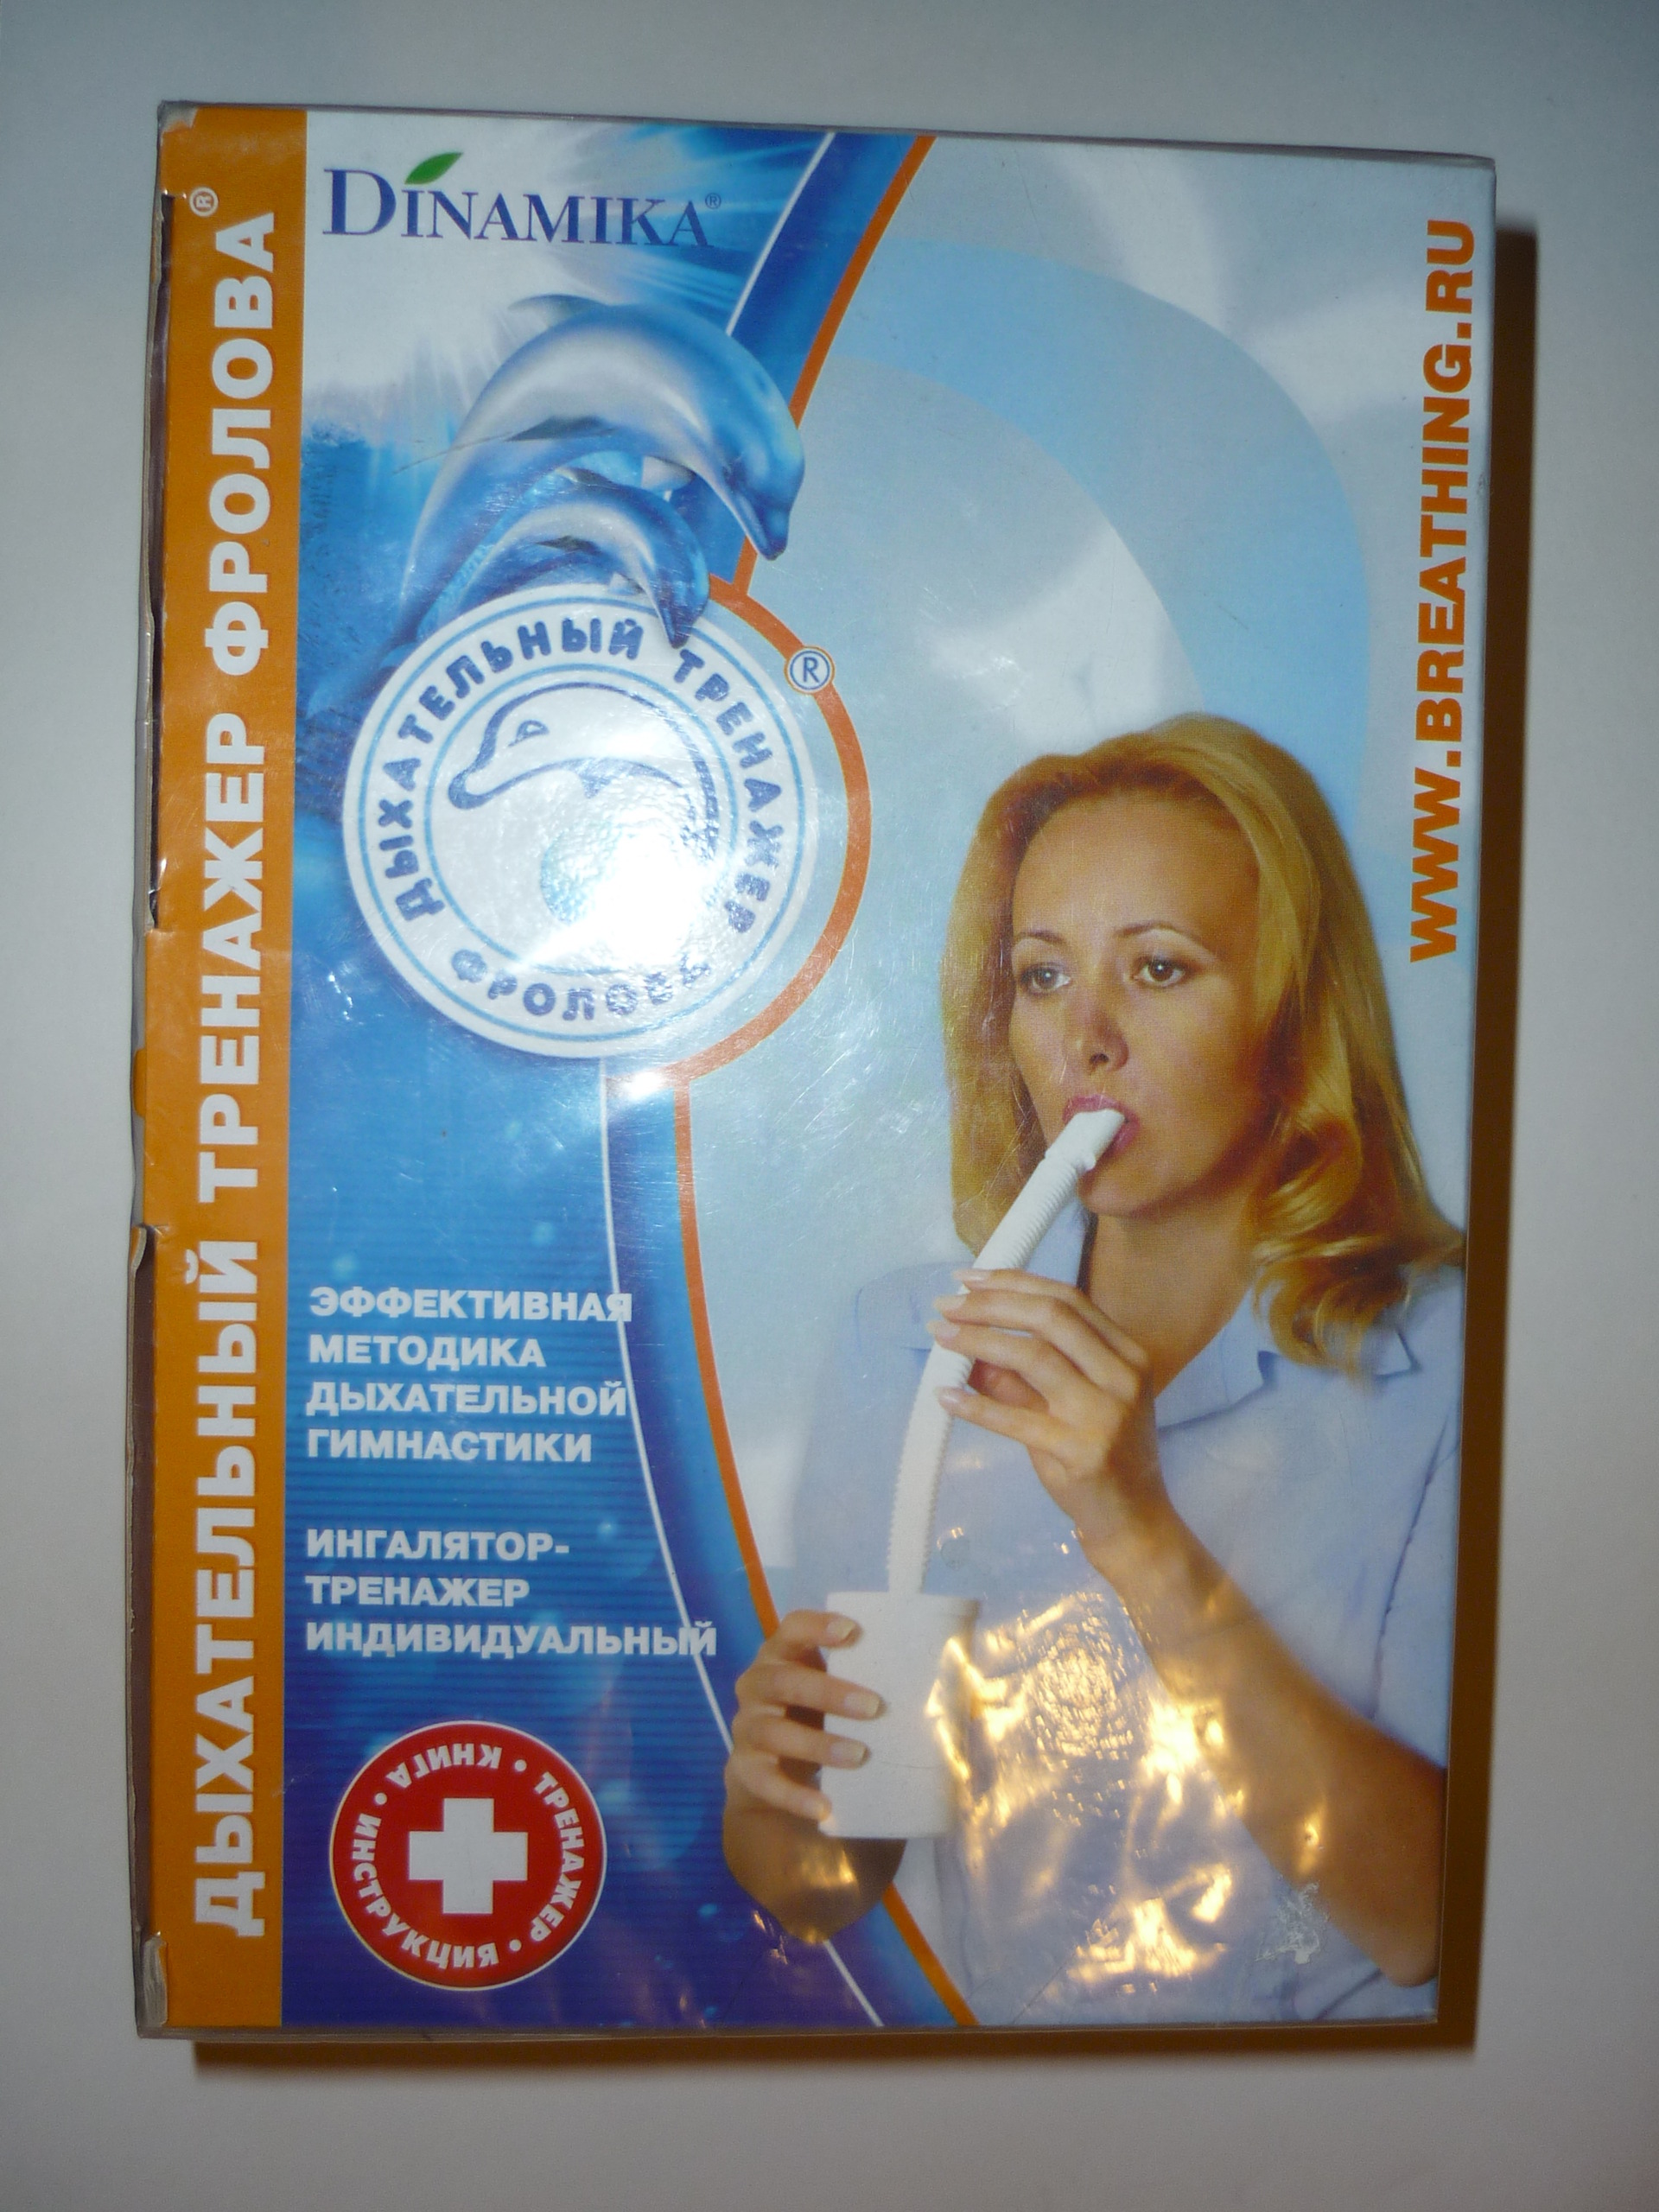 ДЫХАТЕЛЬНЫЙ ТРЕНАЖЕР ФРОЛОВА®
DINAMIKA®
WWW.BREATHING.RU
ДЫХАТЕЛЬНЫЙ ТРЕНАЖЕР
ФРОЛОВА
®
ЭФФЕКТИВНАЯ
МЕТОДИКА
ДЫХАТЕЛЬНОЙ
ГИМНАСТИКИ
ИНГАЛЯТОР-
ТРЕНАЖЕР
ИНДИВИДУАЛЬНЫЙ
КНИГА • ТРЕНАЖЕР • ИНСТРУКЦИЯ •